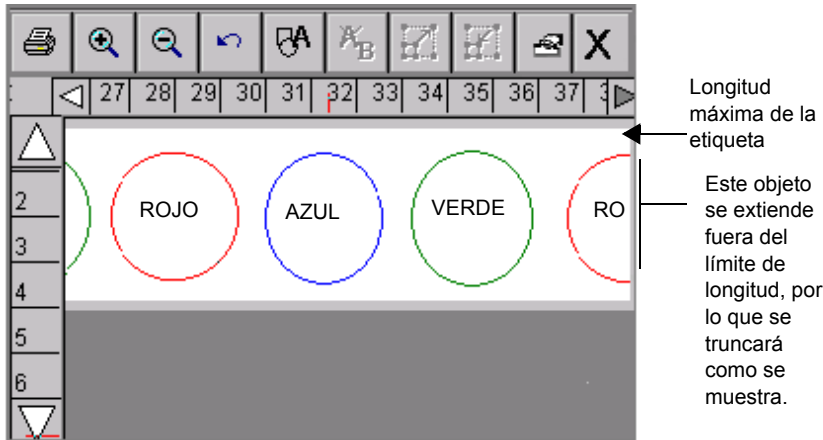 A
A B
X
27 28 29 30 31 32 33 34 35 36 37
2
3
4
5
6
ROJO
AZUL
VERDE
RO
Longitud
máxima de la
etiqueta
Este objeto
se extiende
fuera del
límite de
longitud, por
lo que se
truncará
como se
muestra.